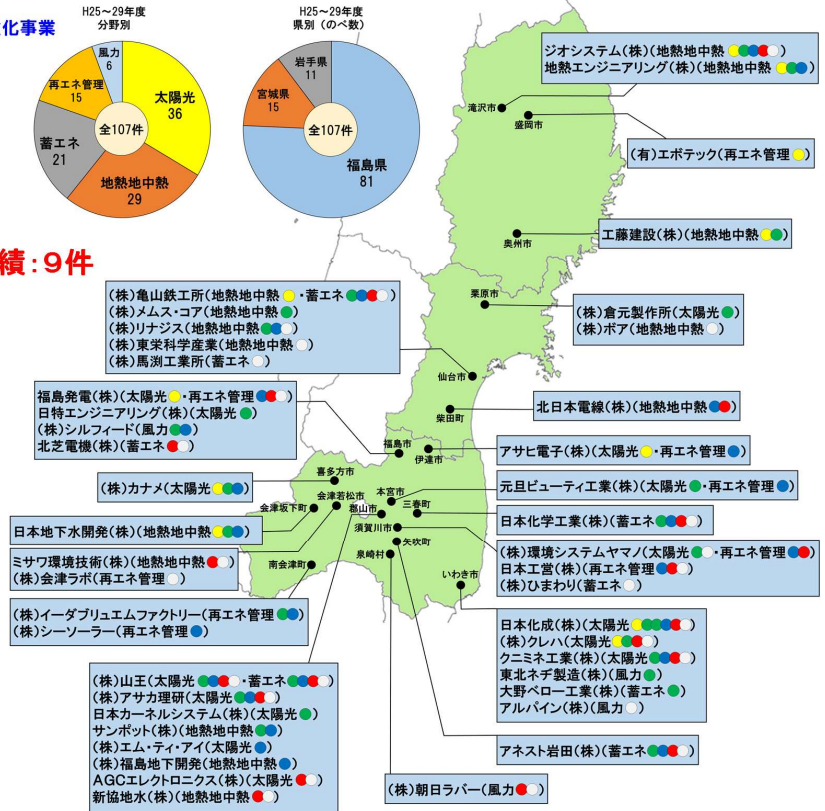 H25～29年度
分野別
H25～29年度
県別（のべ数）
化事業
風力
6
再エネ管理
15
太陽光
36
全107件
蓄エネ
21
地熱地中熱
29
岩手県
11
宮城県
15
全107件
福島県
81
績：9件
ジオシステム(株)(地熱地中熱)
地熱エンジニアリング(株)(地熱地中熱)
滝沢市
盛岡市
(有)エボテック(再エネ管理)
工藤建設(株)(地熱地中熱)
奥州市
栗原市
(株)倉元製作所(太陽光)
(株)ボア(地熱地中熱)
(株)亀山鉄工所(地熱地中熱・蓄エネ)
(株)メムス・コア(地熱地中熱)
(株)リナジス(地熱地中熱)
(株)東栄科学産業(地熱地中熱)
(株)馬渕工業所(蓄エネ)
仙台市
柴田町
北日本電線(株)(地熱地中熱)
福島発電(株)(太陽光・再エネ管理)
日特エンジニアリング(株)(太陽光)
(株)シルフィード(風力)
北芝電機(株)(蓄エネ)
福島市
伊達市
アサヒ電子(株)(太陽光・再エネ管理)
(株)カナメ(太陽光)
喜多方市
会津坂下町
会津若松市
本宮市
郡山市
三春町
須賀川市
矢吹町
泉崎村
南会津町
いわき市
元旦ビューティ工業(株)(太陽光・再エネ管理)
日本地下水開発(株)(地熱地中熱)
日本化学工業(株)(蓄エネ)
ミサワ環境技術(株)(地熱地中熱)
(株)会津ラボ(再エネ管理)
(株)環境システムヤマノ(太陽光・再エネ管理)
日本工営(株)(再エネ管理)
(株)ひまわり(蓄エネ)
(株)イーダブリュエムファクトリー(再エネ管理)
(株)シーソーラー(再エネ管理)
日本化成(株)(太陽光)
(株)クレハ(太陽光)
クニミネ工業(株)(太陽光)
東北ネヂ製造(株)(風力)
大野ベロー工業(株)(蓄エネ)
アルパイン(株)(風力)
(株)山王(太陽光・蓄エネ)
(株)アサカ理研(太陽光)
日本カーネルシステム(株)(太陽光)
サンポット(株)(地熱地中熱)
(株)エム・ティ・アイ(太陽光)
(株)福島地下開発(地熱地中熱)
AGCエレクトロニクス(株)(太陽光)
新協地水(株)(地熱地中熱)
アネスト岩田(株)(蓄エネ)
(株)朝日ラバー(風力)